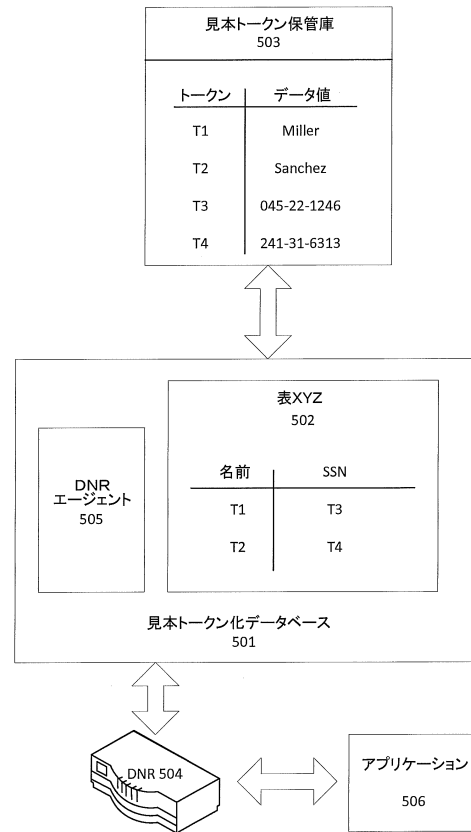 見本トークン保管庫
503
トークン データ値
T1 Miller
T2 Sanchez
T3 045-22-1246
T4 241-31-6313
表XYZ
502
名前 SSN
T1 T3
T2 T4
DNR
エージェント
505
見本トークン化データベース
501
DNR 504
アプリケーション
506